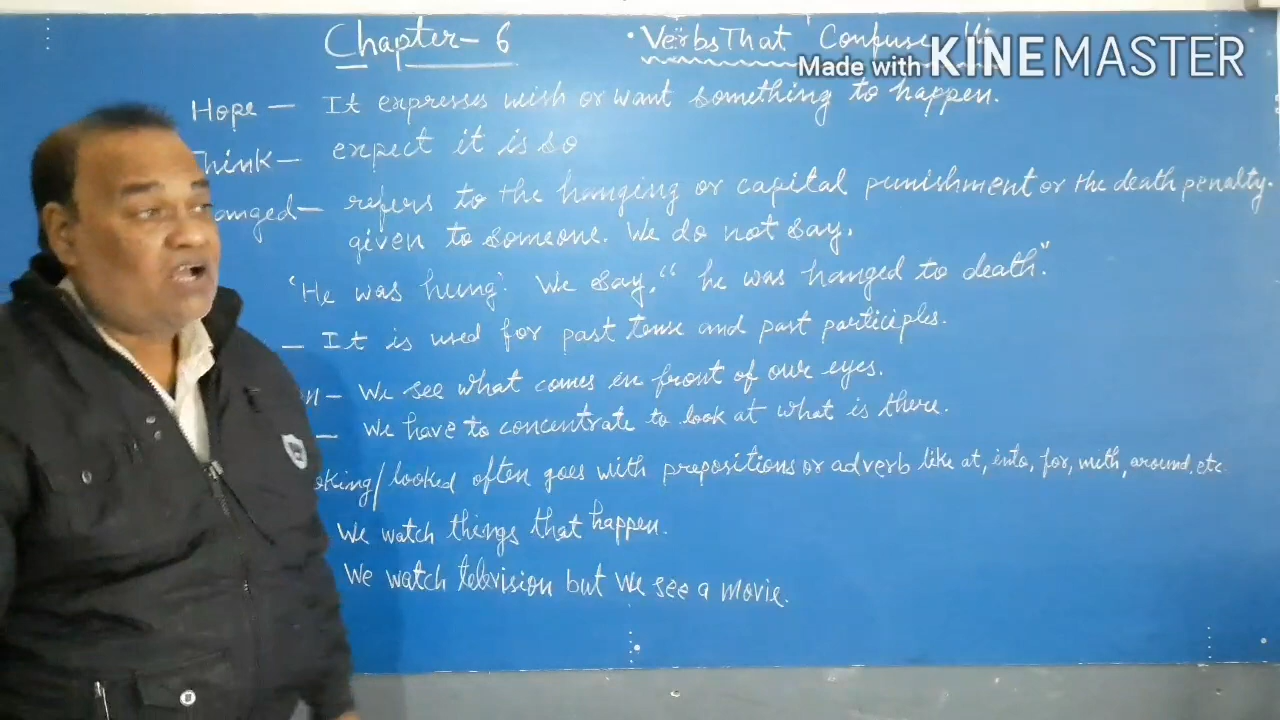 Chapter-6 • Verbs That Confuse
Made with KINEMASTER
Hope — It expresses wish or want something to happen.
Think — expect it is so
anged — refers to the hanging or capital punishment or the death penalty.
given to someone. We do not say,
'He was hung'. We say, "he was hanged to death."
— It is used for past tense and past participles.
— We see what comes in front of our eyes.
— We have to concentrate to look at what is there.
oking/looked often goes with prepositions or adverb like at, into, for, with, around, etc
We watch things that happen.
We watch television but we see a movie.